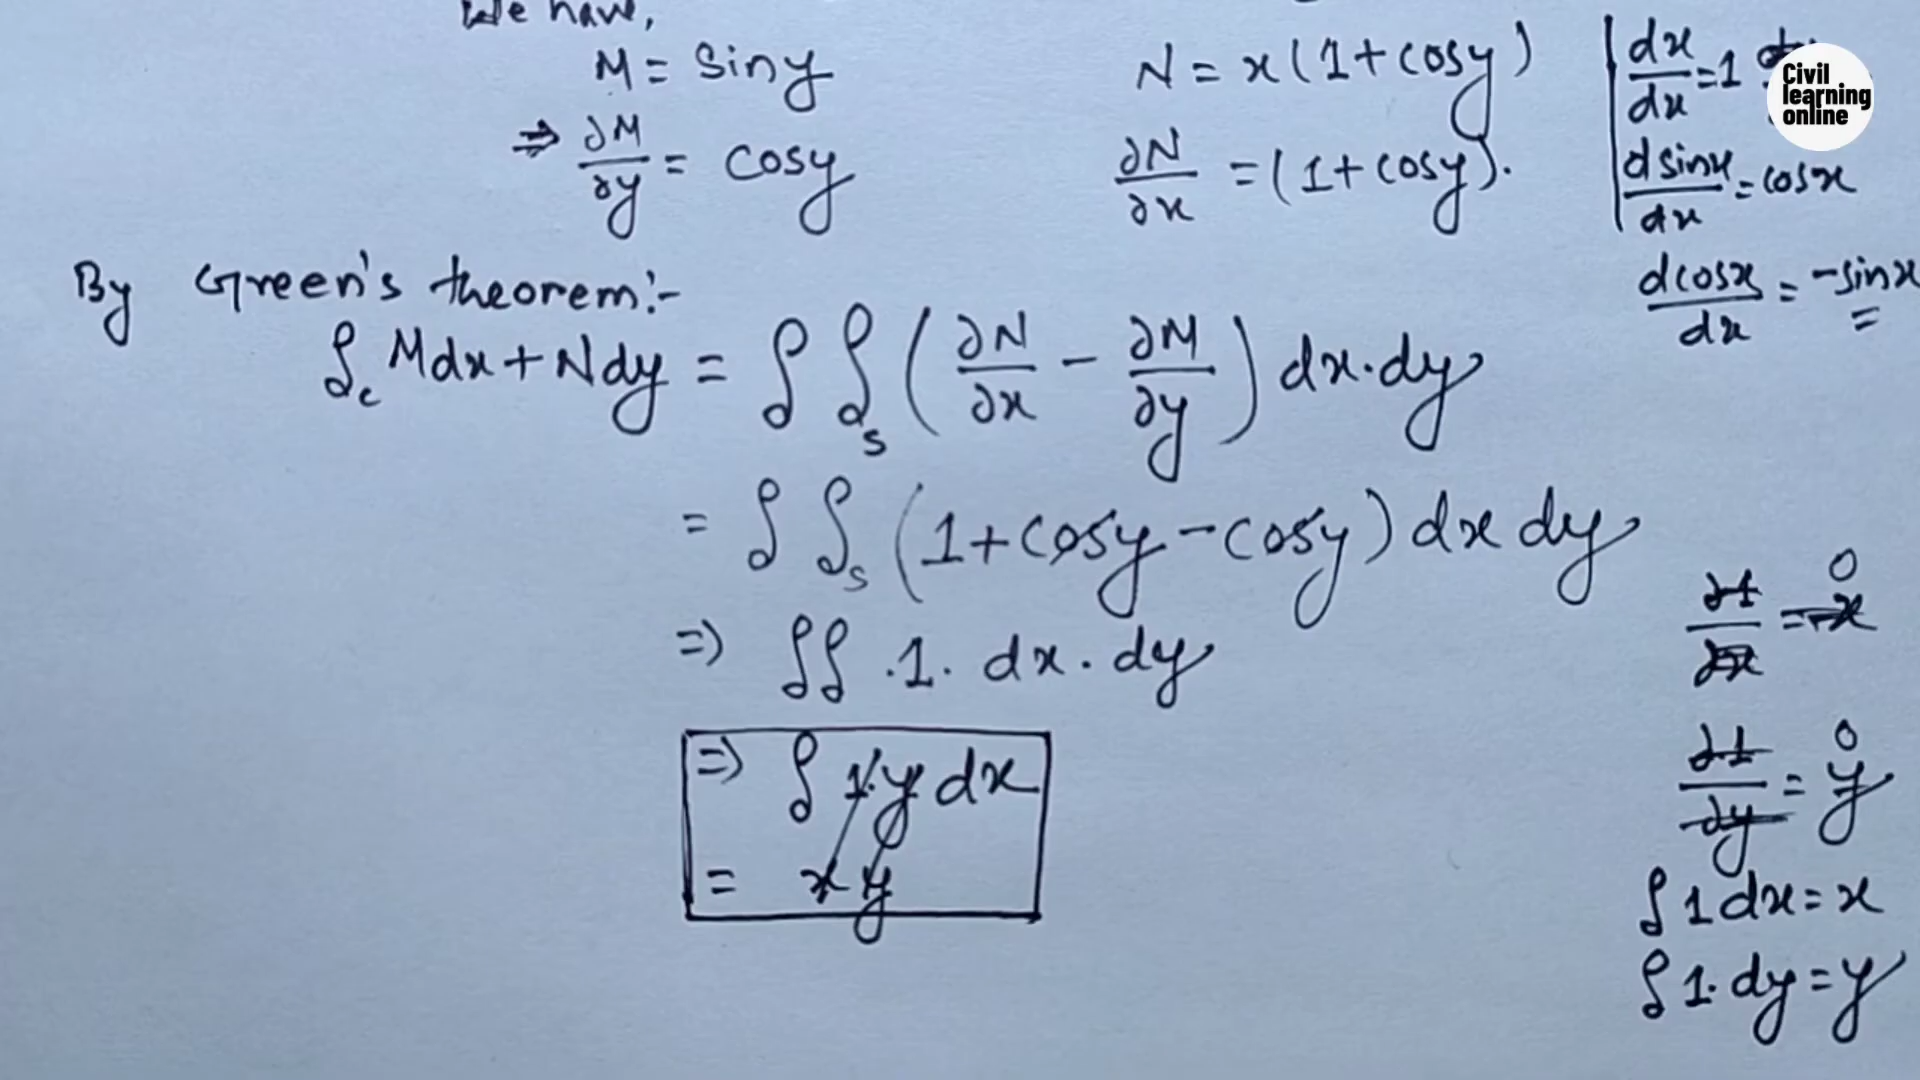 We have,
M = Siny
N = x(1+cosy)
⇒ ∂M/∂y = Cosy
∂N/∂x = (1+cosy).
dx/dx = 1
Civil
learning
online
dsinx/dx = cosx
dcosx/dx = -sinx
By Green's theorem:-
∫c Mdx+Ndy = ∫∫s (∂N/∂x - ∂M/∂y) dx.dy
= ∫∫s (1+cosy-cosy) dx dy
⇒ ∫∫ .1. dx.dy
⇒ ∫ 1.y dx
= xy
∂1/∂x = x 0
∂1/∂y = y 0
∫1dx=x
∫1.dy=y